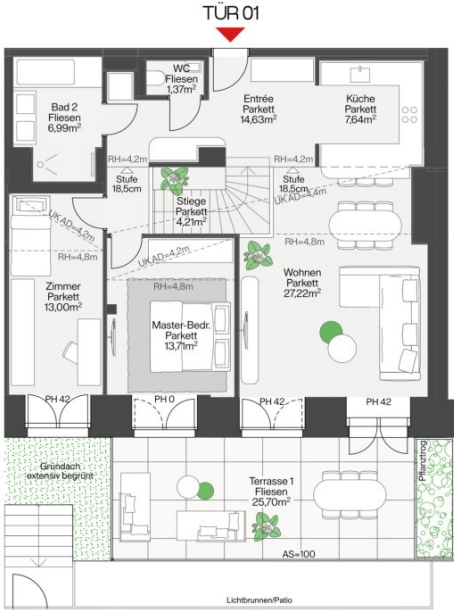 TÜR 01
WC
Fliesen
1,37m²
Bad 2
Fliesen
6,99m²
Entrée
Parkett
14,63m²
Küche
Parkett
7,64m²
RH=4,2m
Stufe
18,5cm
RH=4,2m
Stufe
18,5cm
Stiege
Parkett
4,21m²
UKAD=4,2m
UKAD=4,4m
RH=4,8m
UKAD=4,2m
RH=4,8m
RH=4,8m
Zimmer
Parkett
13,00m²
Master-Bedr.
Parkett
13,71m²
Wohnen
Parkett
27,22m²
PH 42
PH 0
PH 42
PH 42
Gründach
extensiv begrünt
Terrasse 1
Fliesen
25,70m²
Pflanztrog
AS=100
Lichtbrunnen/Patio